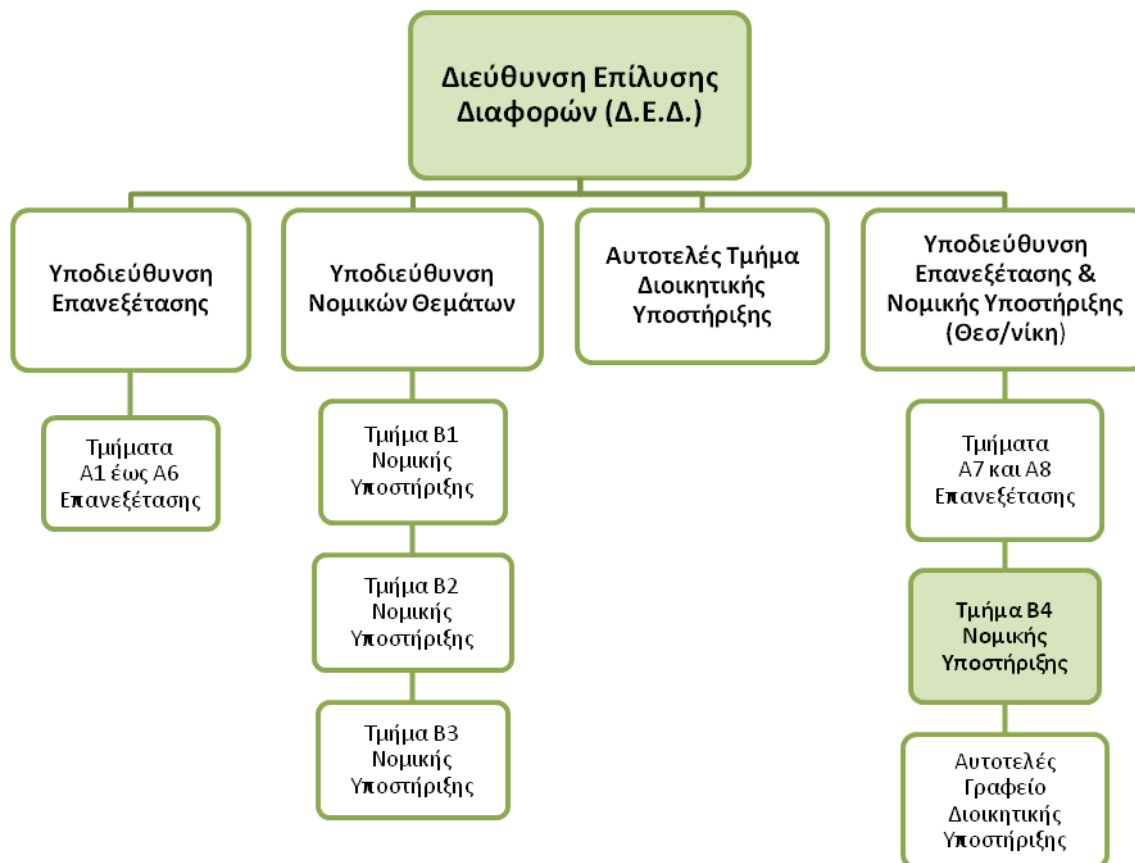 Διεύθυνση Επίλυσης
Διαφορών (Δ.Ε.Δ.)
Υποδιεύθυνση
Επανεξέτασης
Τμήματα
Α1 έως Α6
Επανεξέτασης
Υποδιεύθυνση
Νομικών Θεμάτων
Τμήμα Β1
Νομικής
Υποστήριξης
Τμήμα Β2
Νομικής
Υποστήριξης
Τμήμα Β3
Νομικής
Υποστήριξης
Αυτοτελές Τμήμα
Διοικητικής
Υποστήριξης
Υποδιεύθυνση
Επανεξέτασης &
Νομικής Υποστήριξης
(Θεσ/νίκη)
Τμήματα
Α7 και Α8
Επανεξέτασης
Τμήμα Β4
Νομικής
Υποστήριξης
Αυτοτελές
Γραφείο
Διοικητικής
Υποστήριξης